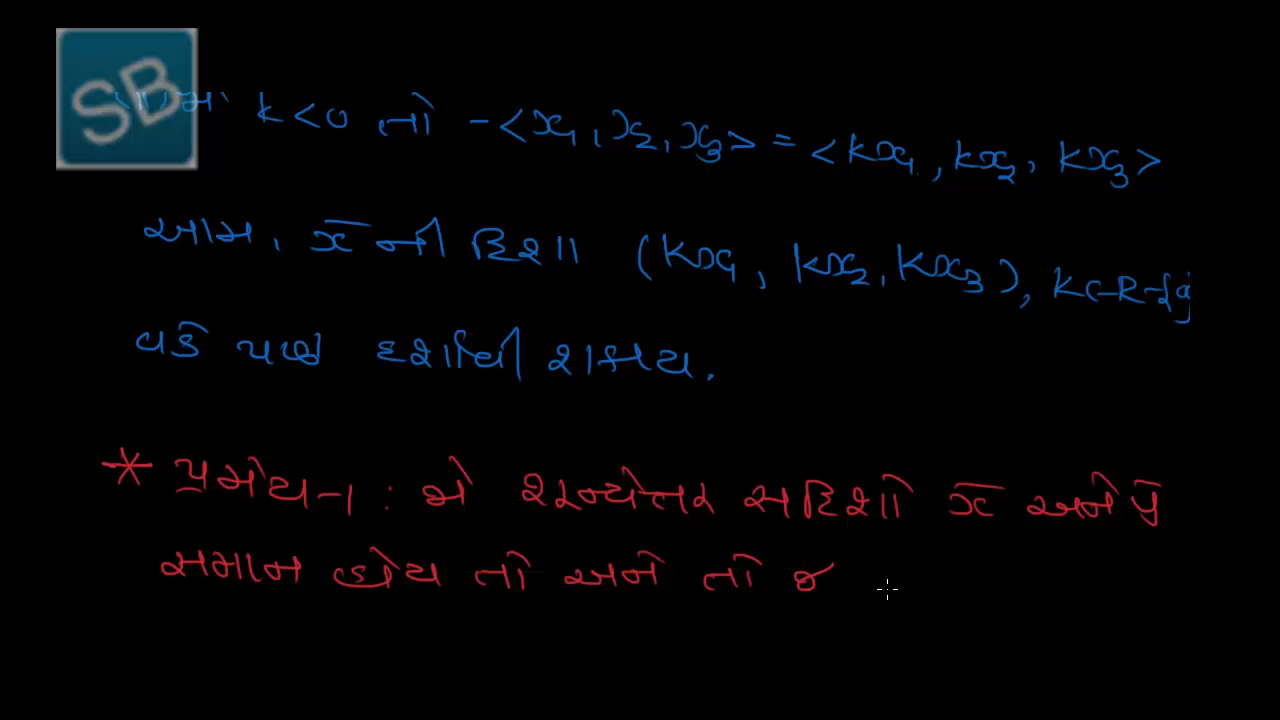 SB
k<0 તો -<x₁, x₂, x₃> = <kx₁, kx₂, kx₃>
આમ, x̄ ની દિશા (kx₁, kx₂, kx₃), K∈R-{0}
વડે પણ દર્શાવી શકાય.
* પ્રમેય-૧ : જો શૂન્યેતર સદિશો x̄ અને ȳ
સમાન હોય તો અને તો જ